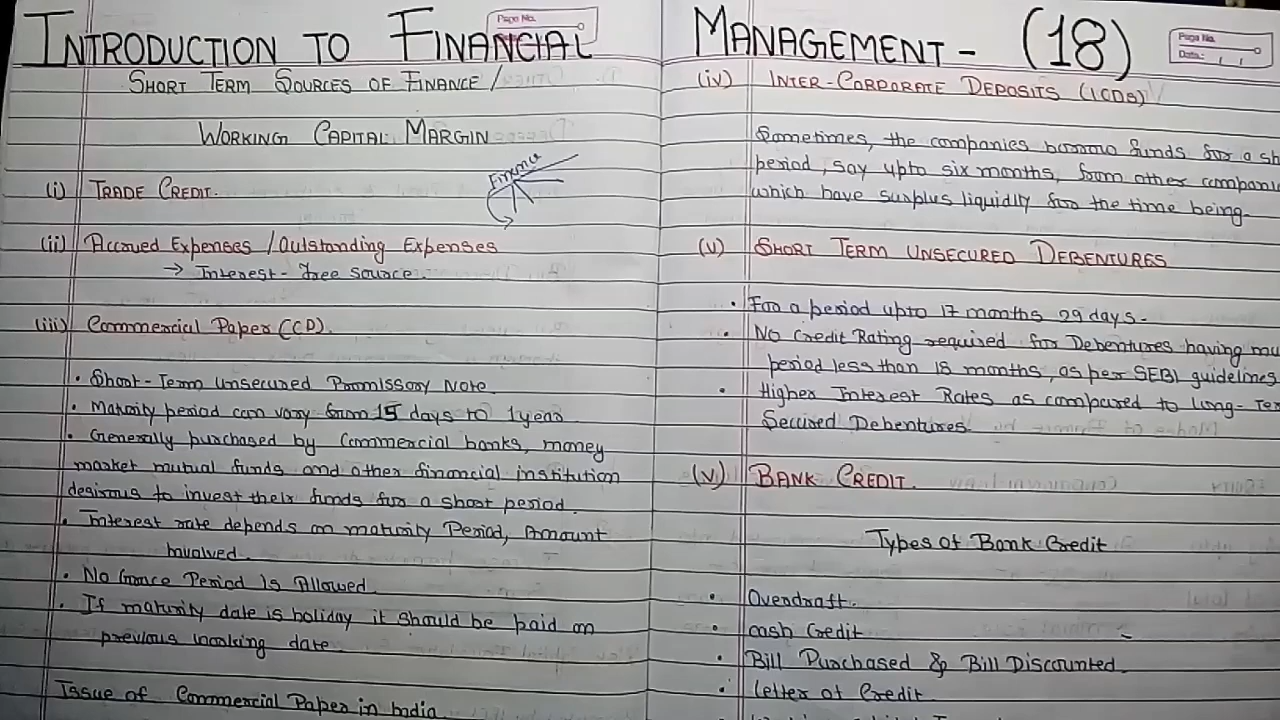 INTRODUCTION TO FINANCIAL MANAGEMENT - (18)
Page No.
SHORT TERM SOURCES OF FINANCE /
WORKING CAPITAL MARGIN
Finance
(i) TRADE CREDIT.
(ii) Accrued Expenses / Outstanding Expenses
→ Interest-free source.
(iii) Commercial Paper (CP).
• Short-Term Unsecured Promissory Note
• Maturity period can vary from 15 days to 1 year
• Generally purchased by Commercial banks, money
market mutual funds and other financial institution
desirous to invest their funds for a short period.
• Interest rate depends on maturity Period, Amount
Involved.
• No Grace Period Is Allowed.
• If maturity date is holiday it should be paid on
previous working date
Issue of Commercial Paper in India
Page No.
Date:
(iv) INTER-CORPORATE DEPOSITS (ICDs)
Sometimes, the companies borrow funds for a sh
period, say upto six months, from other compani
which have surplus liquidly for the time being.
(v) SHORT TERM UNSECURED DEBENTURES
• For a period upto 17 months 29 days.
• No Credit Rating required for Debentures having mu
period less than 18 months, as per SEBI guidelines
• Higher Interest Rates as compared to Long-Ter
Secured Debentures.
(v) BANK CREDIT.
Types of Bank Credit
• Overdraft.
• Cash Credit
• Bill Purchased & Bill Discounted.
• Letter of Credit